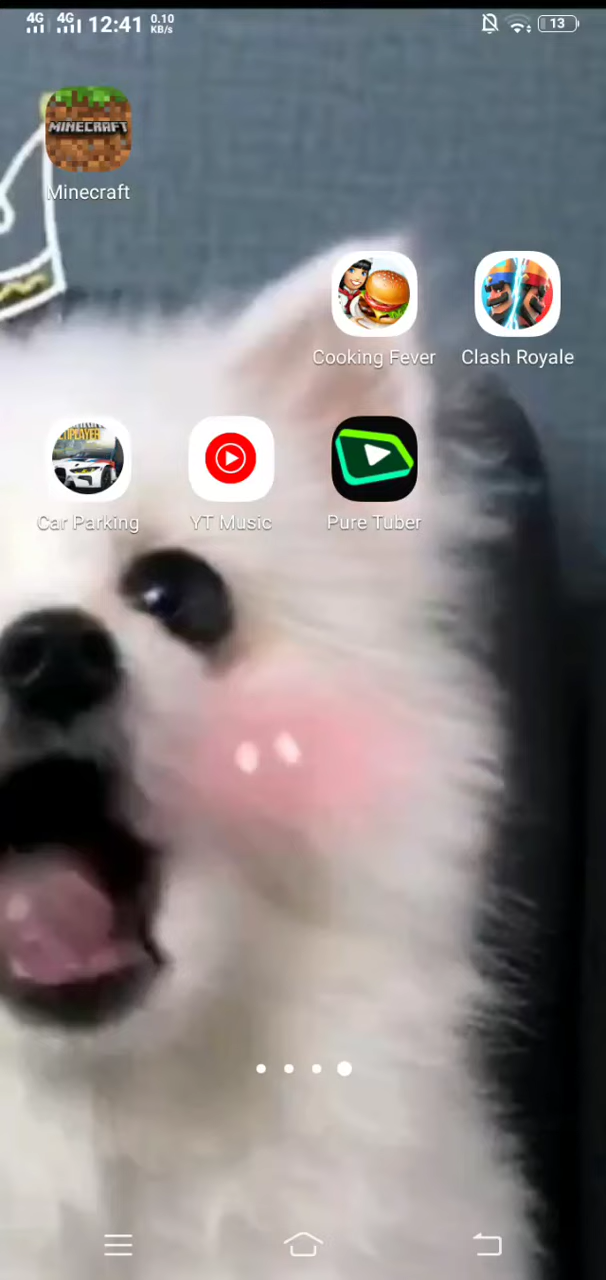 4G 4G 12:41 0.10 KB/s 13
MINECRAFT
Minecraft
Cooking Fever Clash Royale
Car Parking YT Music Pure Tuber